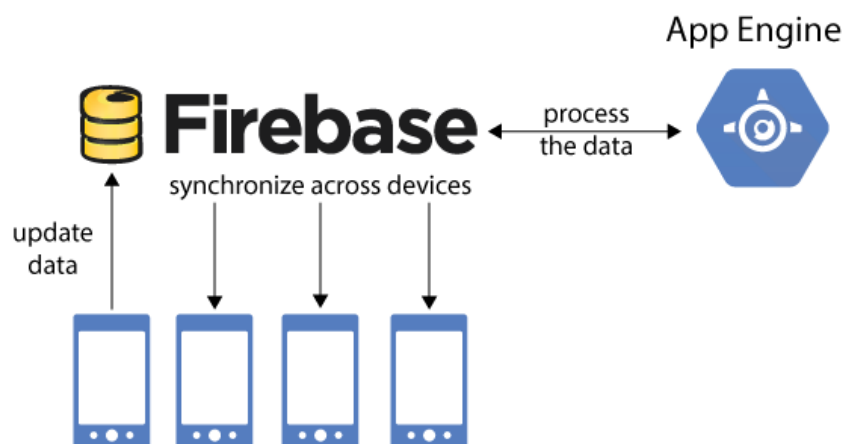 App Engine
Firebase
process
the data
synchronize across devices
update
data